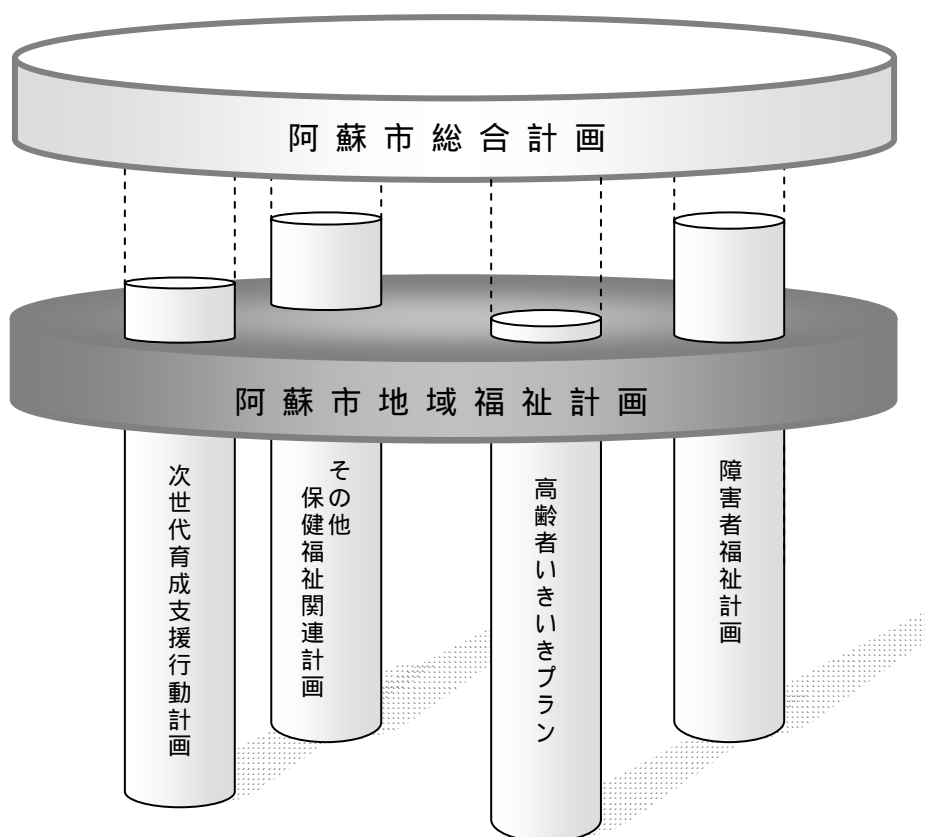 阿蘇市総合計画
阿蘇市地域福祉計画
次世代育成支援行動計画
その他
保健福祉関連計画
高齢者いきいきプラン
障害者福祉計画